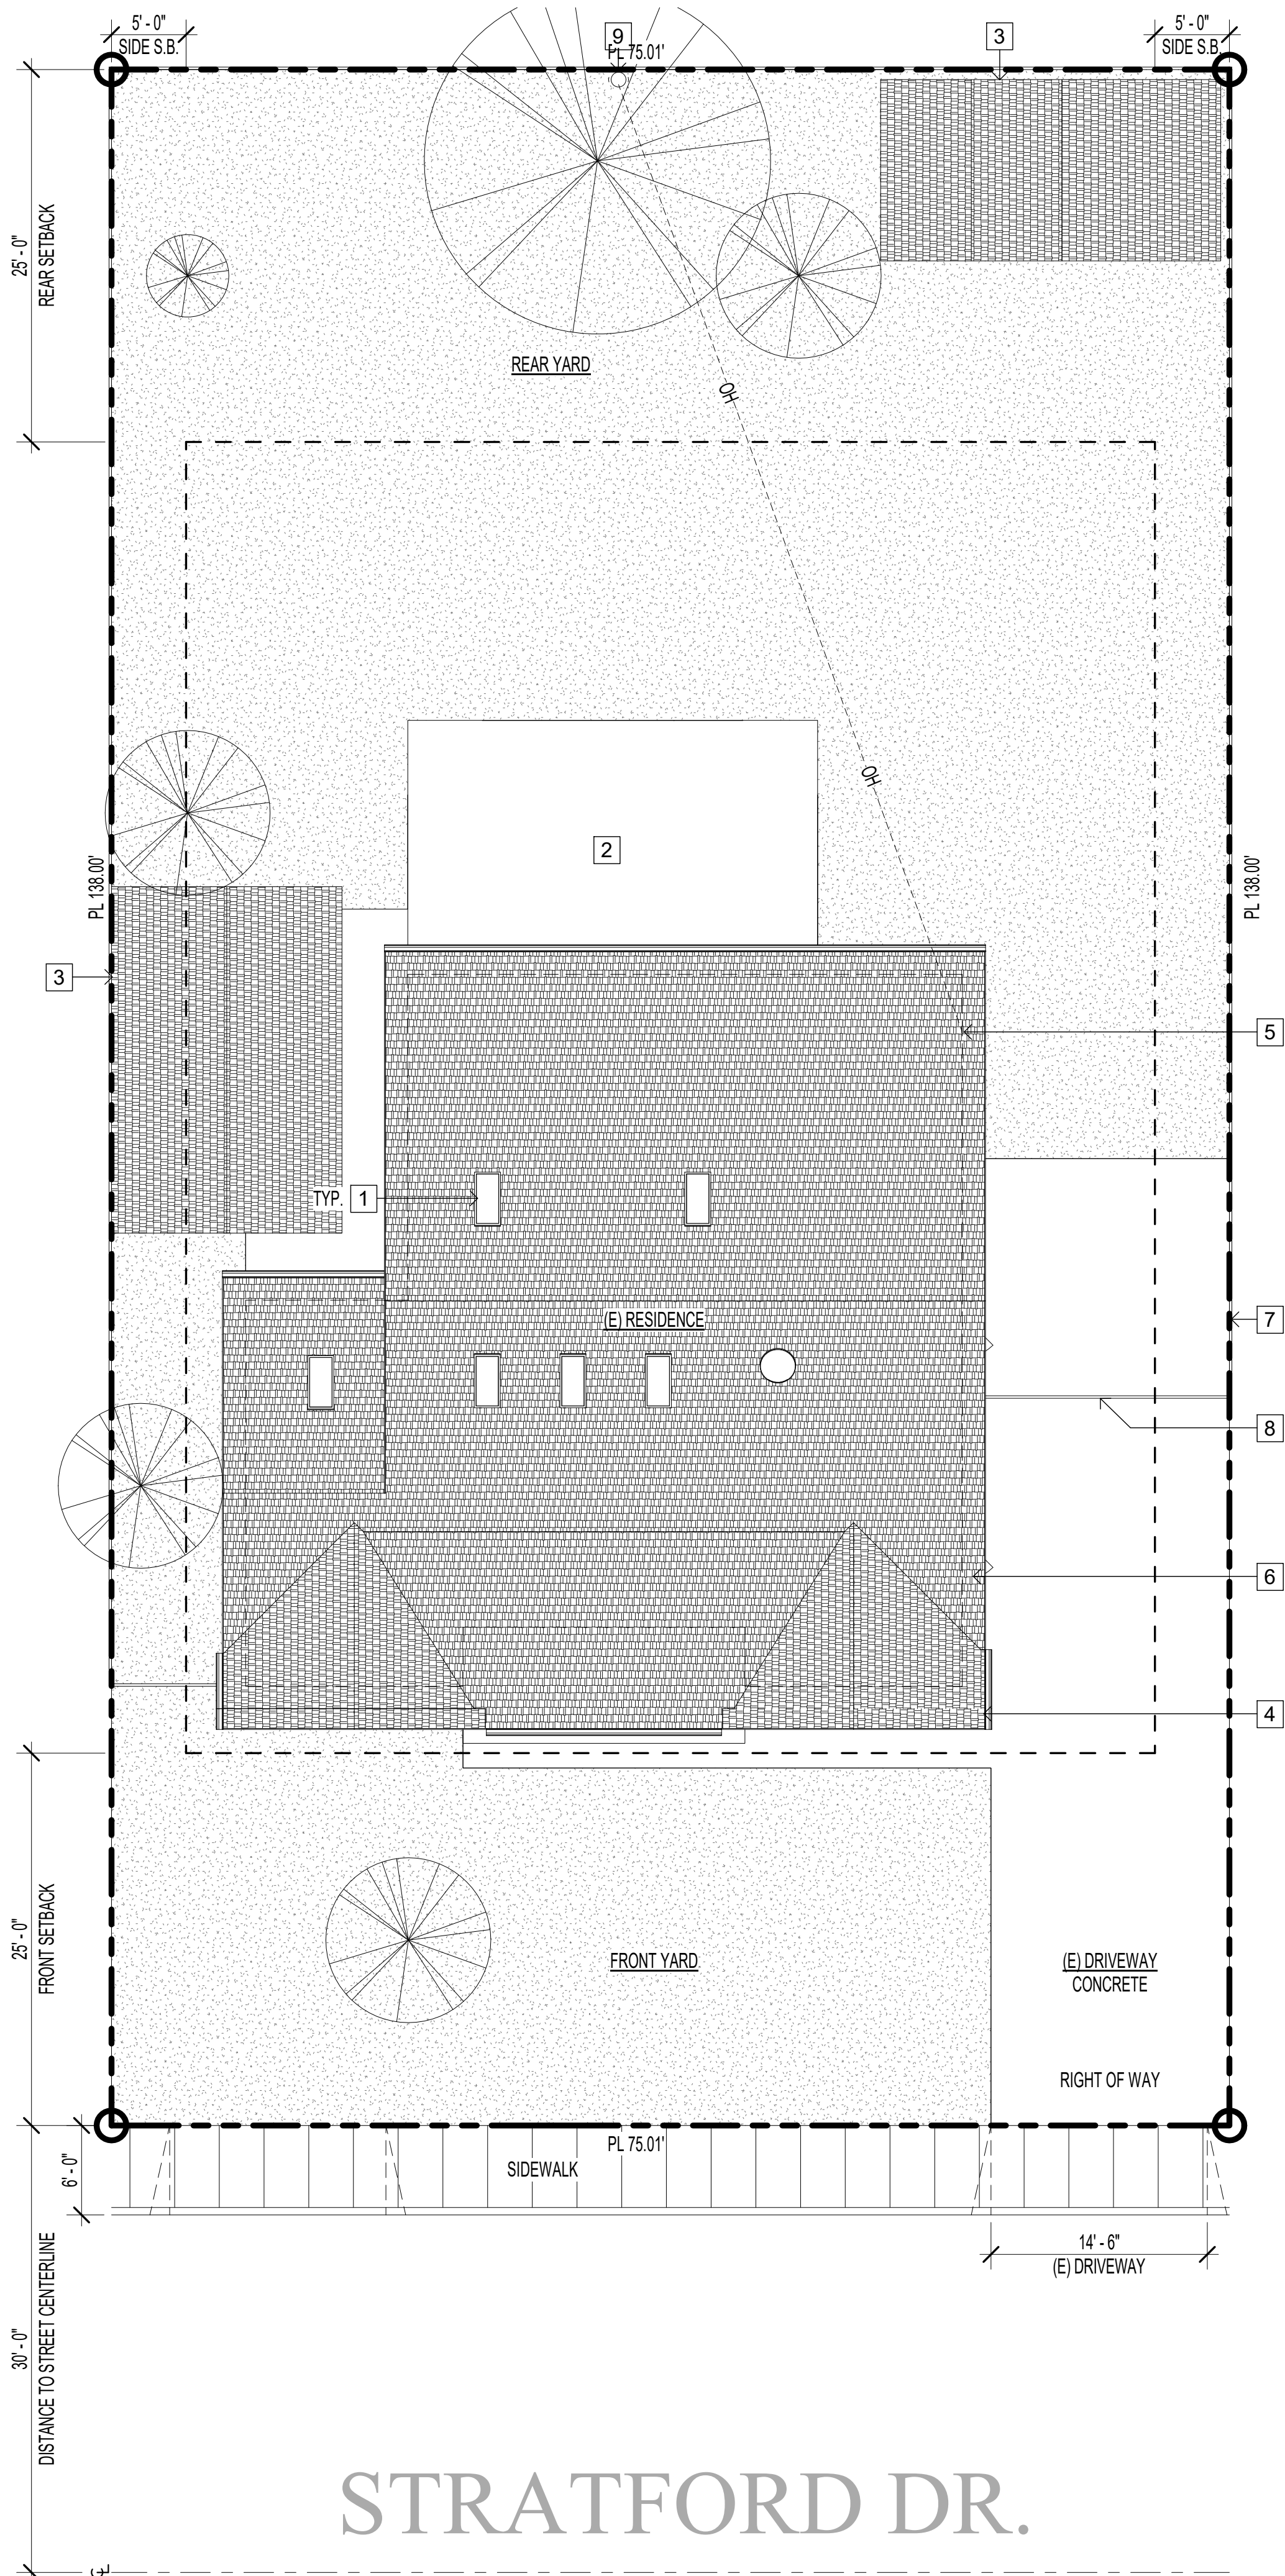 5' - 0"
SIDE S.B.
9
PL 75.01'
3
5' - 0"
SIDE S.B.
25' - 0"
REAR SETBACK
REAR YARD
OH
OH
2
PL 138.00'
PL 138.00'
3
5
TYP. 1
(E) RESIDENCE
7
8
6
4
25' - 0"
FRONT SETBACK
FRONT YARD
(E) DRIVEWAY
CONCRETE
RIGHT OF WAY
PL 75.01'
SIDEWALK
6' - 0"
14' - 6"
(E) DRIVEWAY
30' - 0"
DISTANCE TO STREET CENTERLINE
STRATFORD DR.
CL